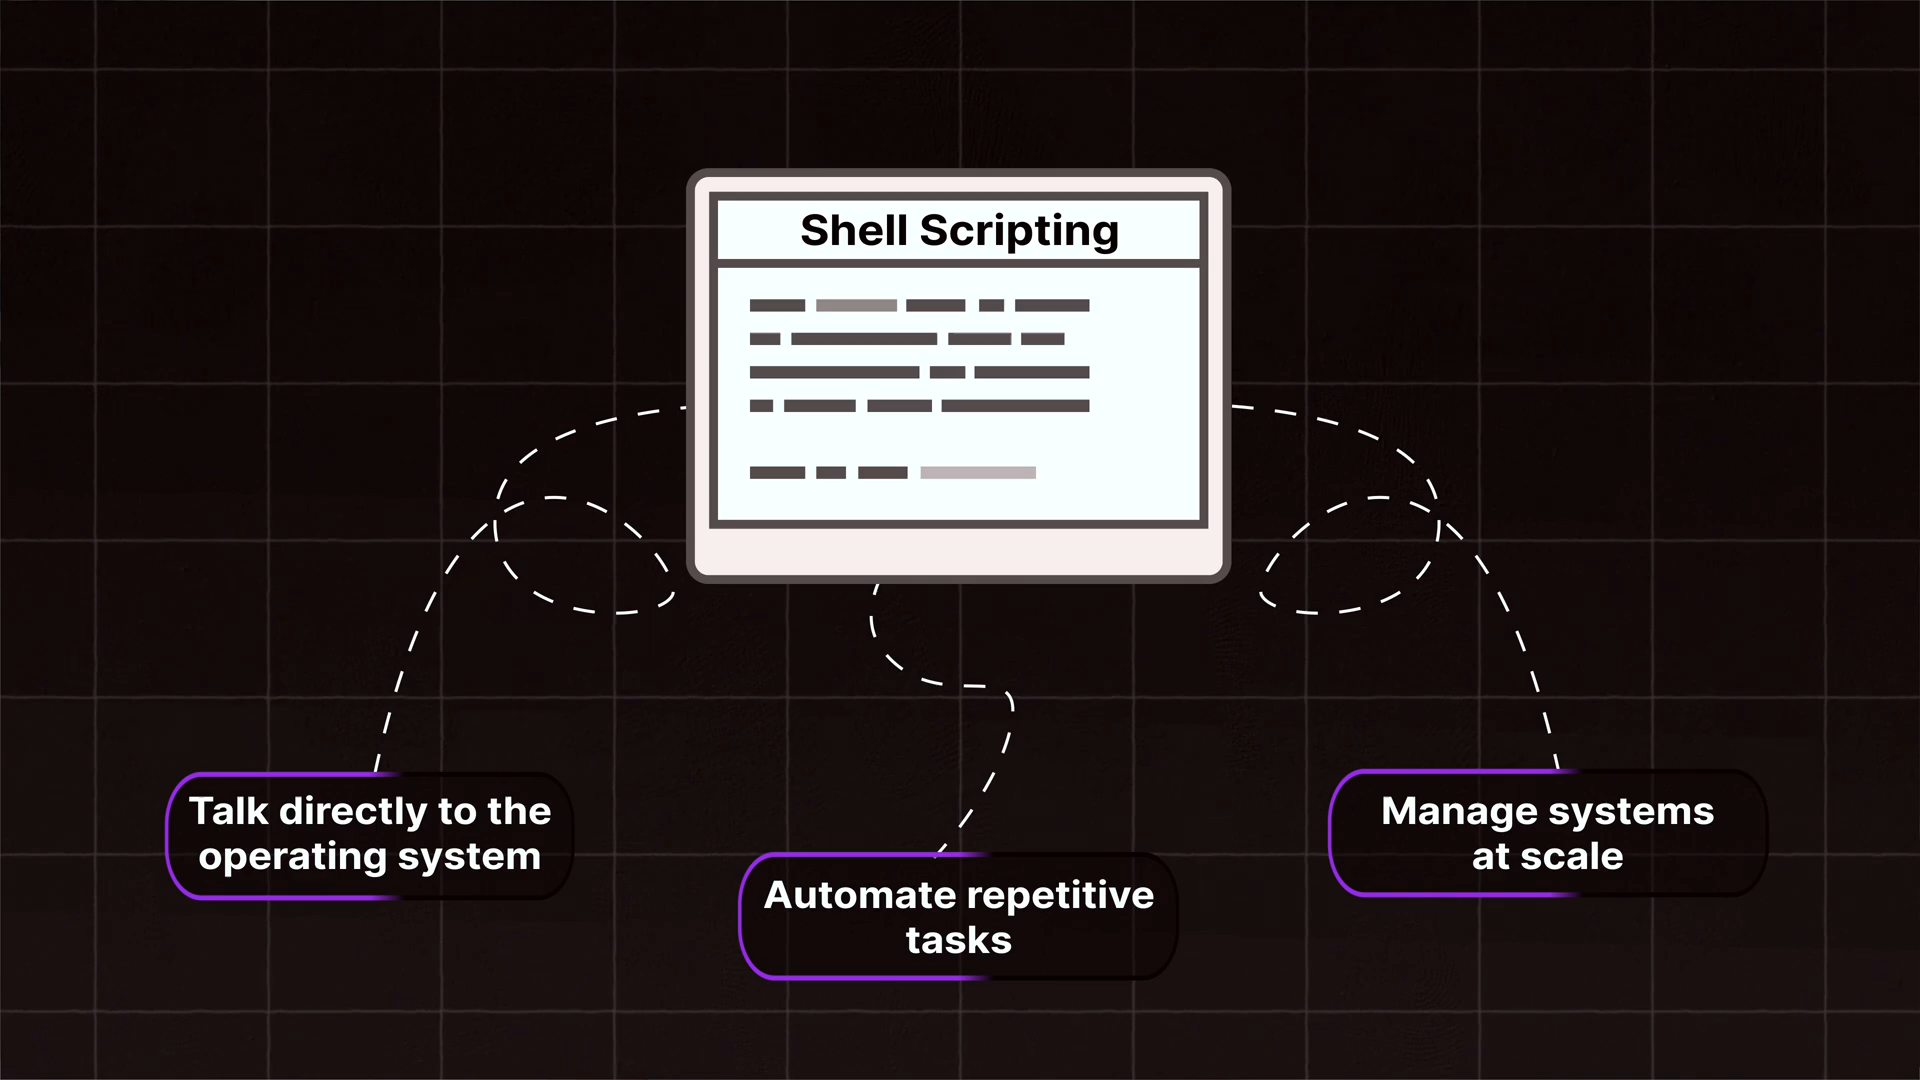 Shell Scripting
Talk directly to the
operating system
Automate repetitive
tasks
Manage systems
at scale